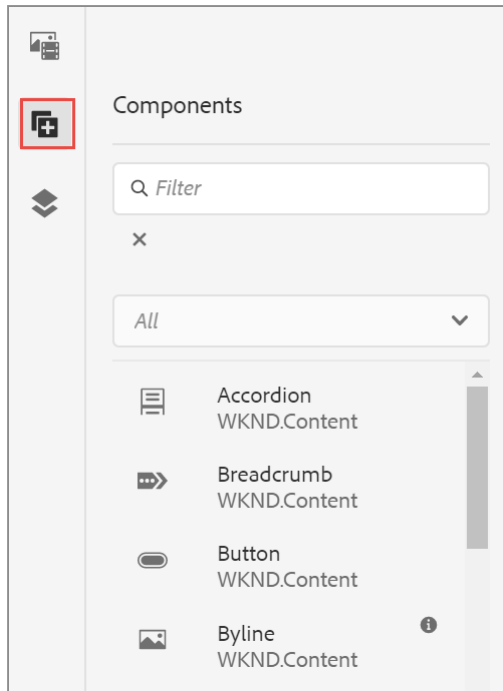 Components
Filter
All
Accordion
WKND.Content
Breadcrumb
WKND.Content
Button
WKND.Content
Byline
WKND.Content